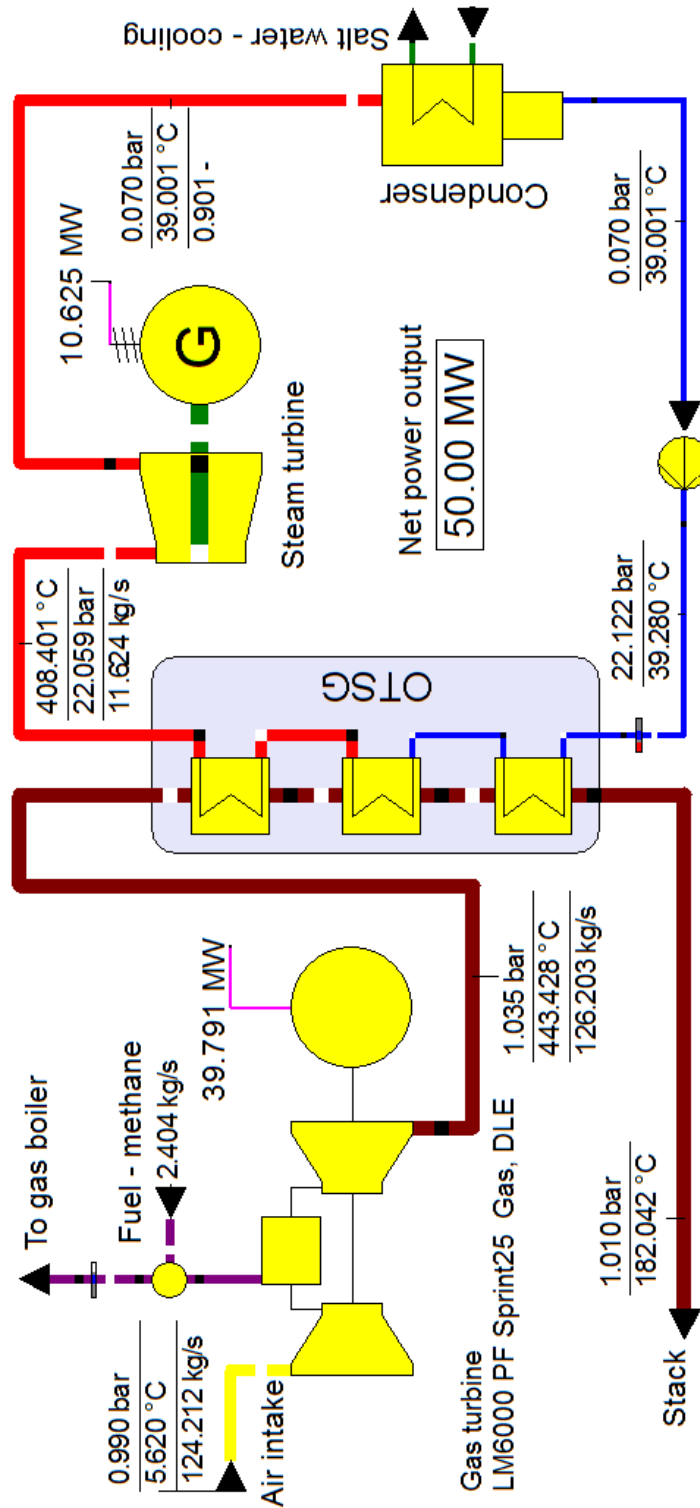 To gas boiler
Fuel - methane
2.404 kg/s
0.990 bar
5.620 °C
124.212 kg/s
Air intake
Gas turbine
LM6000 PF Sprint25 Gas, DLE
39.791 MW
1.035 bar
443.428 °C
126.203 kg/s
1.010 bar
182.042 °C
Stack
OTSG
408.401 °C
22.059 bar
11.624 kg/s
Steam turbine
G
10.625 MW
0.070 bar
39.001 °C
0.901 -
Net power output
50.00 MW
Salt water - cooling
Condenser
0.070 bar
39.001 °C
22.122 bar
39.280 °C